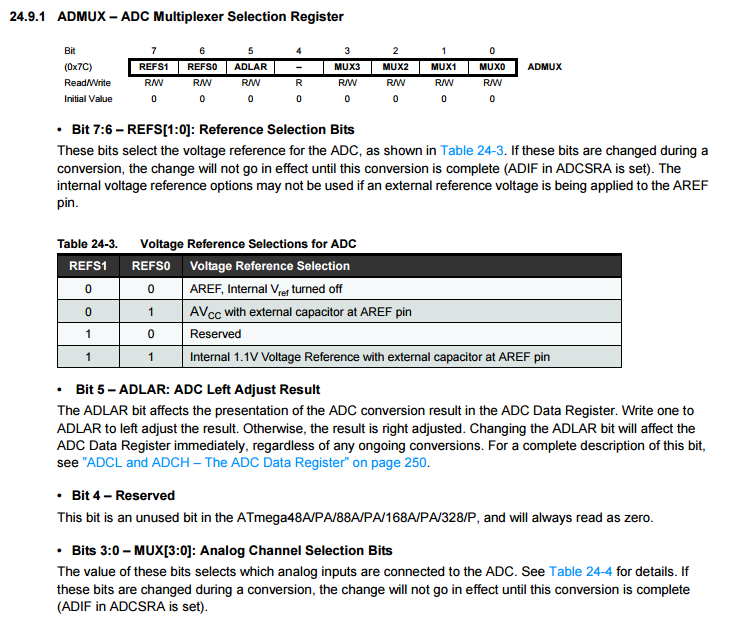 24.9.1 ADMUX – ADC Multiplexer Selection Register
Bit 7 6 5 4 3 2 1 0
(0x7C) REFS1 REFS0 ADLAR – MUX3 MUX2 MUX1 MUX0 ADMUX
Read/Write R/W R/W R/W R R/W R/W R/W R/W
Initial Value 0 0 0 0 0 0 0 0
• Bit 7:6 – REFS[1:0]: Reference Selection Bits
These bits select the voltage reference for the ADC, as shown in Table 24-3. If these bits are changed during a
conversion, the change will not go in effect until this conversion is complete (ADIF in ADCSRA is set). The
internal voltage reference options may not be used if an external reference voltage is being applied to the AREF
pin.
Table 24-3. Voltage Reference Selections for ADC
REFS1 REFS0 Voltage Reference Selection
0 0 AREF, Internal Vref turned off
0 1 AVCC with external capacitor at AREF pin
1 0 Reserved
1 1 Internal 1.1V Voltage Reference with external capacitor at AREF pin
• Bit 5 – ADLAR: ADC Left Adjust Result
The ADLAR bit affects the presentation of the ADC conversion result in the ADC Data Register. Write one to
ADLAR to left adjust the result. Otherwise, the result is right adjusted. Changing the ADLAR bit will affect the
ADC Data Register immediately, regardless of any ongoing conversions. For a complete description of this bit,
see "ADCL and ADCH – The ADC Data Register" on page 250.
• Bit 4 – Reserved
This bit is an unused bit in the ATmega48A/PA/88A/PA/168A/PA/328/P, and will always read as zero.
• Bits 3:0 – MUX[3:0]: Analog Channel Selection Bits
The value of these bits selects which analog inputs are connected to the ADC. See Table 24-4 for details. If
these bits are changed during a conversion, the change will not go in effect until this conversion is complete
(ADIF in ADCSRA is set).